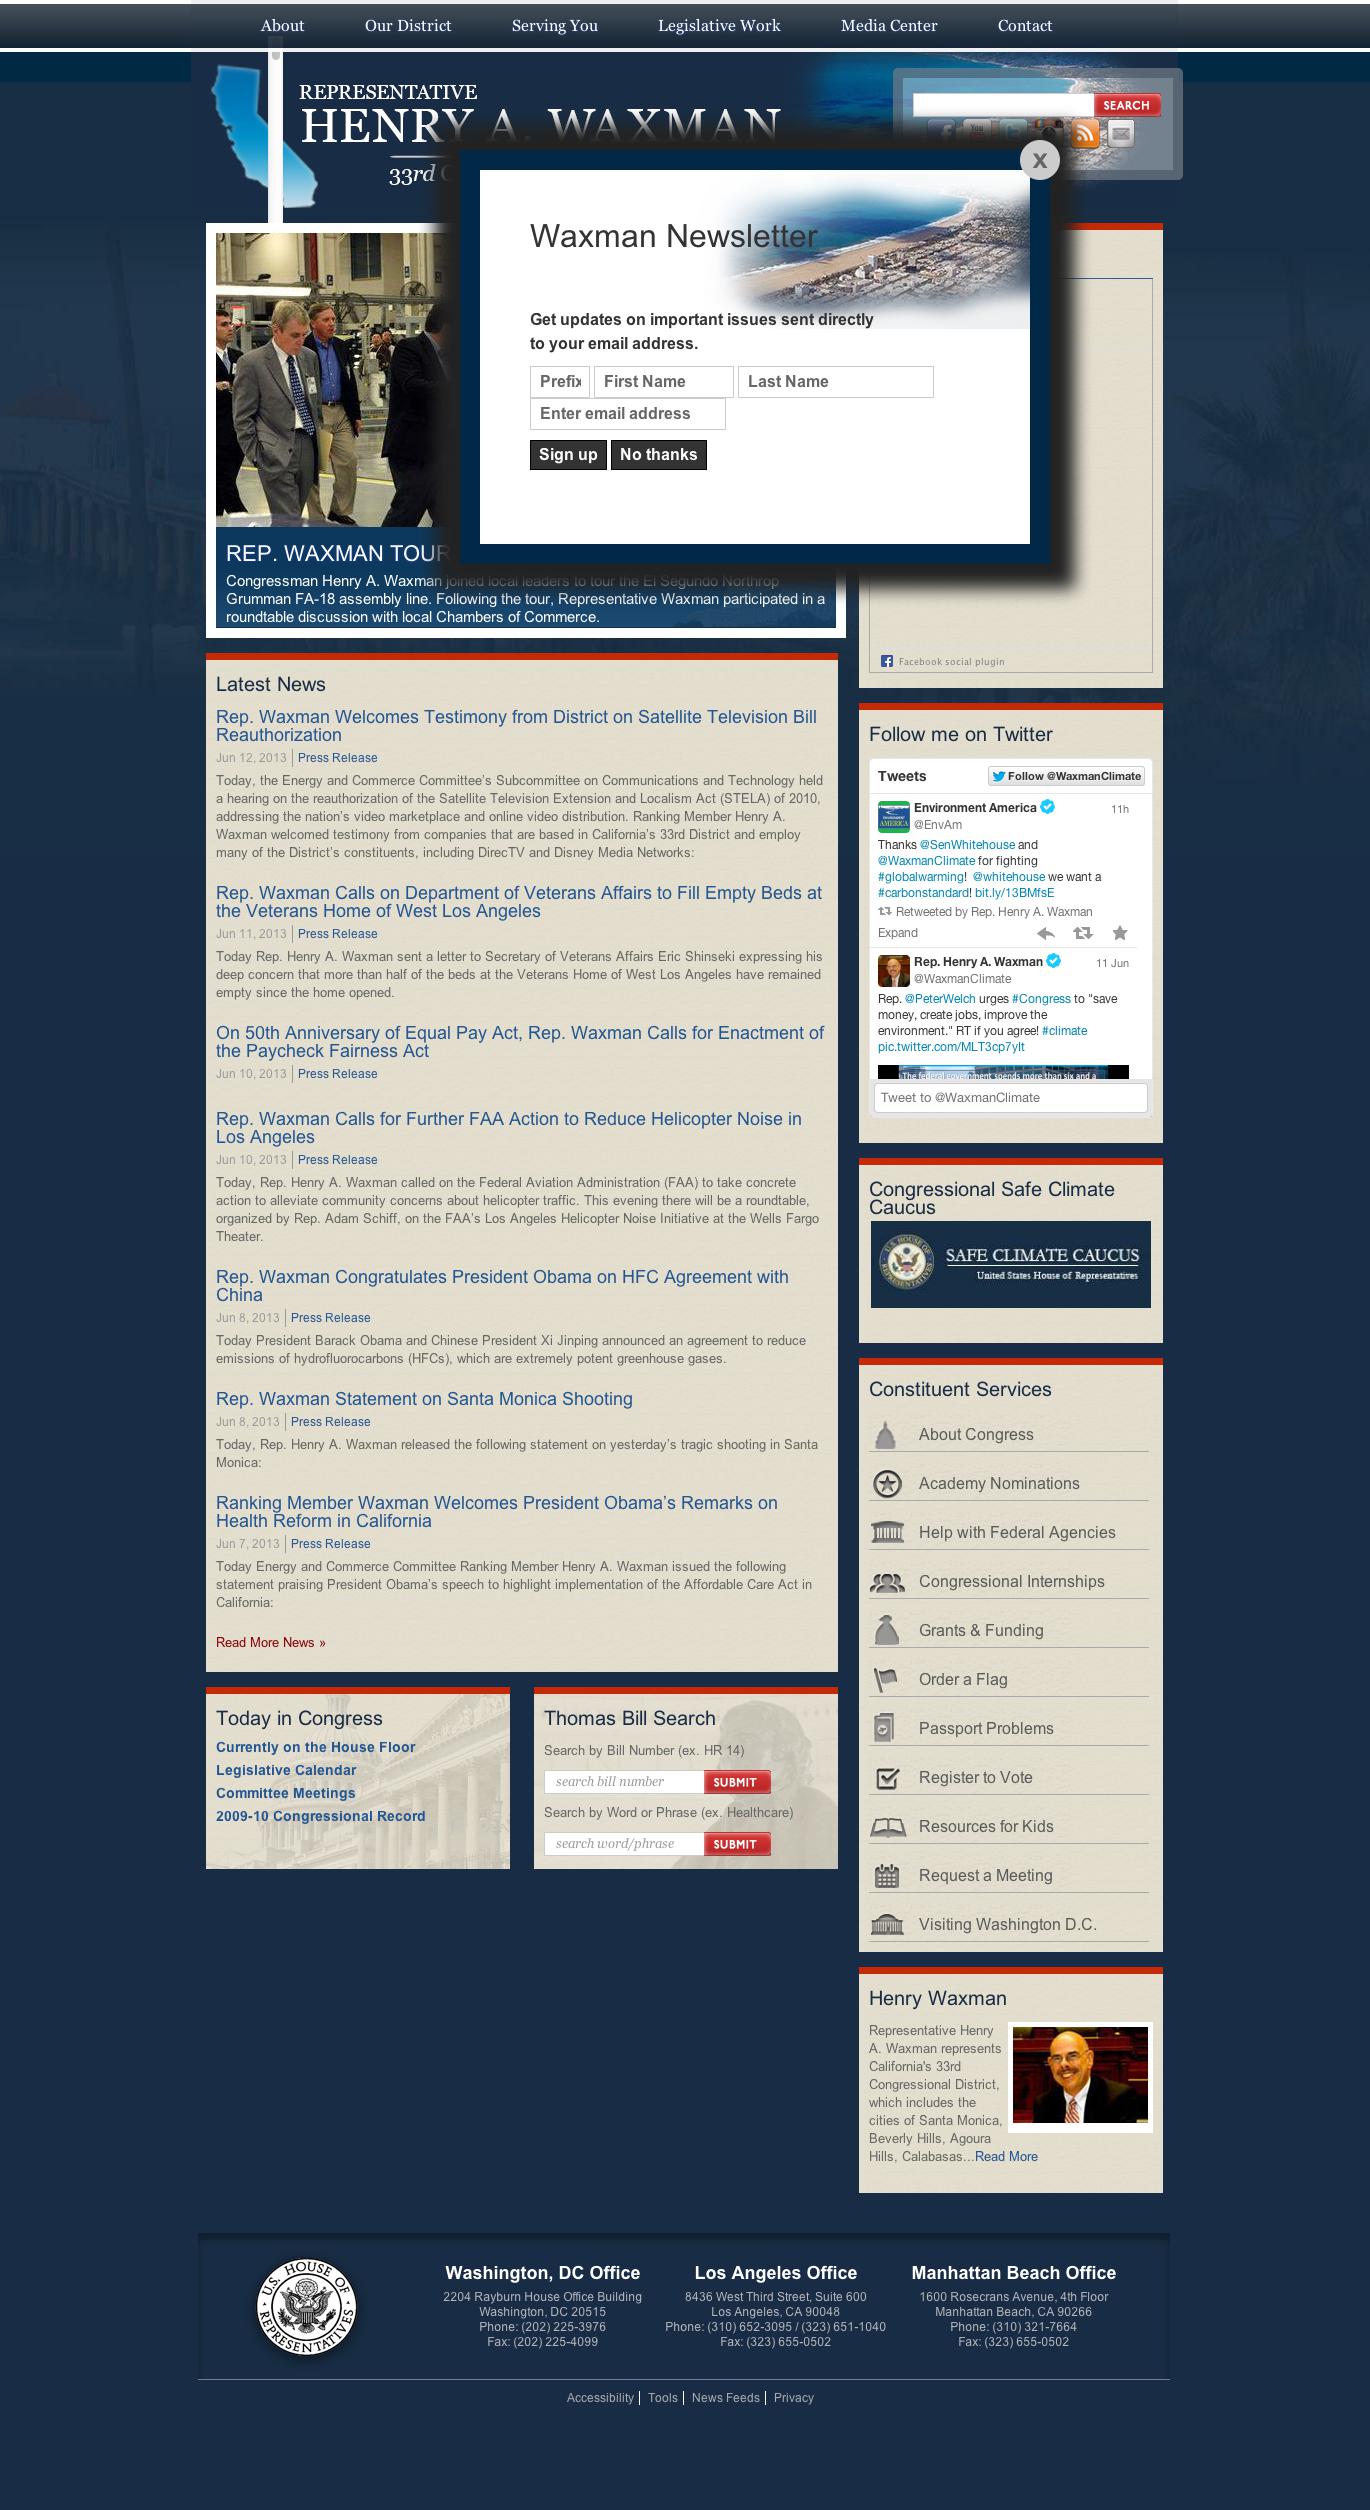 About
Our District
Serving You
Legislative Work
Media Center
Contact
REPRESENTATIVE
HENRY A. WAXMAN
33rd
SEARCH
X
Waxman Newsletter
Get updates on important issues sent directly
to your email address.
Prefix
First Name
Last Name
Enter email address
Sign up
No thanks
REP. WAXMAN TOUR
Congressman Henry A. Waxman joined local leaders to tour the El Segundo Northrop
Grumman FA-18 assembly line. Following the tour, Representative Waxman participated in a
roundtable discussion with local Chambers of Commerce.
Facebook social plugin
Latest News
Rep. Waxman Welcomes Testimony from District on Satellite Television Bill
Reauthorization
Jun 12, 2013 | Press Release
Today, the Energy and Commerce Committee's Subcommittee on Communications and Technology held
a hearing on the reauthorization of the Satellite Television Extension and Localism Act (STELA) of 2010,
addressing the nation's video marketplace and online video distribution. Ranking Member Henry A.
Waxman welcomed testimony from companies that are based in California's 33rd District and employ
many of the District's constituents, including DirecTV and Disney Media Networks:
Rep. Waxman Calls on Department of Veterans Affairs to Fill Empty Beds at
the Veterans Home of West Los Angeles
Jun 11, 2013 | Press Release
Today Rep. Henry A. Waxman sent a letter to Secretary of Veterans Affairs Eric Shinseki expressing his
deep concern that more than half of the beds at the Veterans Home of West Los Angeles have remained
empty since the home opened.
On 50th Anniversary of Equal Pay Act, Rep. Waxman Calls for Enactment of
the Paycheck Fairness Act
Jun 10, 2013 | Press Release
Rep. Waxman Calls for Further FAA Action to Reduce Helicopter Noise in
Los Angeles
Jun 10, 2013 | Press Release
Today, Rep. Henry A. Waxman called on the Federal Aviation Administration (FAA) to take concrete
action to alleviate community concerns about helicopter traffic. This evening there will be a roundtable,
organized by Rep. Adam Schiff, on the FAA's Los Angeles Helicopter Noise Initiative at the Wells Fargo
Theater.
Rep. Waxman Congratulates President Obama on HFC Agreement with
China
Jun 8, 2013 | Press Release
Today President Barack Obama and Chinese President Xi Jinping announced an agreement to reduce
emissions of hydrofluorocarbons (HFCs), which are extremely potent greenhouse gases.
Rep. Waxman Statement on Santa Monica Shooting
Jun 8, 2013 | Press Release
Today, Rep. Henry A. Waxman released the following statement on yesterday's tragic shooting in Santa
Monica:
Ranking Member Waxman Welcomes President Obama's Remarks on
Health Reform in California
Jun 7, 2013 | Press Release
Today Energy and Commerce Committee Ranking Member Henry A. Waxman issued the following
statement praising President Obama's speech to highlight implementation of the Affordable Care Act in
California:
Read More News »
Today in Congress
Currently on the House Floor
Legislative Calendar
Committee Meetings
2009-10 Congressional Record
Thomas Bill Search
Search by Bill Number (ex. HR 14)
search bill number
SUBMIT
Search by Word or Phrase (ex. Healthcare)
search word/phrase
SUBMIT
Follow me on Twitter
Tweets
Follow @WaxmanClimate
Environment America
11h
@EnvAm
ENVIRONMENT
AMERICA
Thanks @SenWhitehouse and
@WaxmanClimate for fighting
#globalwarming! @whitehouse we want a
#carbonstandard! bit.ly/13BMfsE
Retweeted by Rep. Henry A. Waxman
Expand
Rep. Henry A. Waxman
11 Jun
@WaxmanClimate
Rep. @PeterWelch urges #Congress to "save
money, create jobs, improve the
environment." RT if you agree! #climate
pic.twitter.com/MLT3cp7yIt
The federal government spends more than six and a
Tweet to @WaxmanClimate
Congressional Safe Climate
Caucus
U.S. HOUSE OF REPRESENTATIVES
SAFE CLIMATE CAUCUS
United States House of Representatives
Constituent Services
About Congress
Academy Nominations
Help with Federal Agencies
Congressional Internships
Grants & Funding
Order a Flag
Passport Problems
Register to Vote
Resources for Kids
Request a Meeting
Visiting Washington D.C.
Henry Waxman
Representative Henry
A. Waxman represents
California's 33rd
Congressional District,
which includes the
cities of Santa Monica,
Beverly Hills, Agoura
Hills, Calabasas...Read More
U.S. HOUSE OF REPRESENTATIVES
Washington, DC Office
2204 Rayburn House Office Building
Washington, DC 20515
Phone: (202) 225-3976
Fax: (202) 225-4099
Los Angeles Office
8436 West Third Street, Suite 600
Los Angeles, CA 90048
Phone: (310) 652-3095 / (323) 651-1040
Fax: (323) 655-0502
Manhattan Beach Office
1600 Rosecrans Avenue, 4th Floor
Manhattan Beach, CA 90266
Phone: (310) 321-7664
Fax: (323) 655-0502
Accessibility | Tools | News Feeds | Privacy